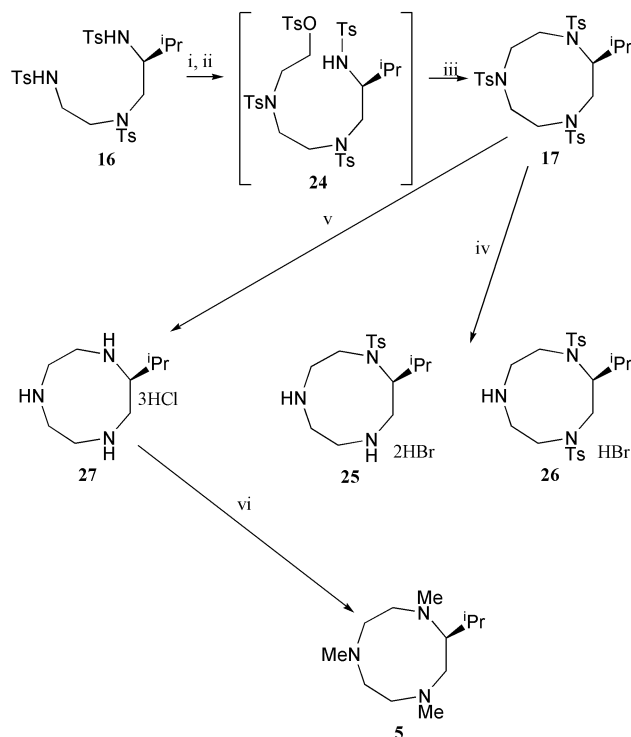 TsO
Ts
TsHN
iPr
HN
iPr
Ts
N
iPr
TsHN
i, ii
iii
TsN
TsN
N
Ts
N
Ts
N
Ts
16
24
17
v
iv
H
N
iPr
Ts
N
iPr
Ts
N
iPr
HN
3HCl
HN
HN
N
H
N
H
2HBr
N
Ts
HBr
27
25
26
vi
Me
N
iPr
MeN
N
Me
5